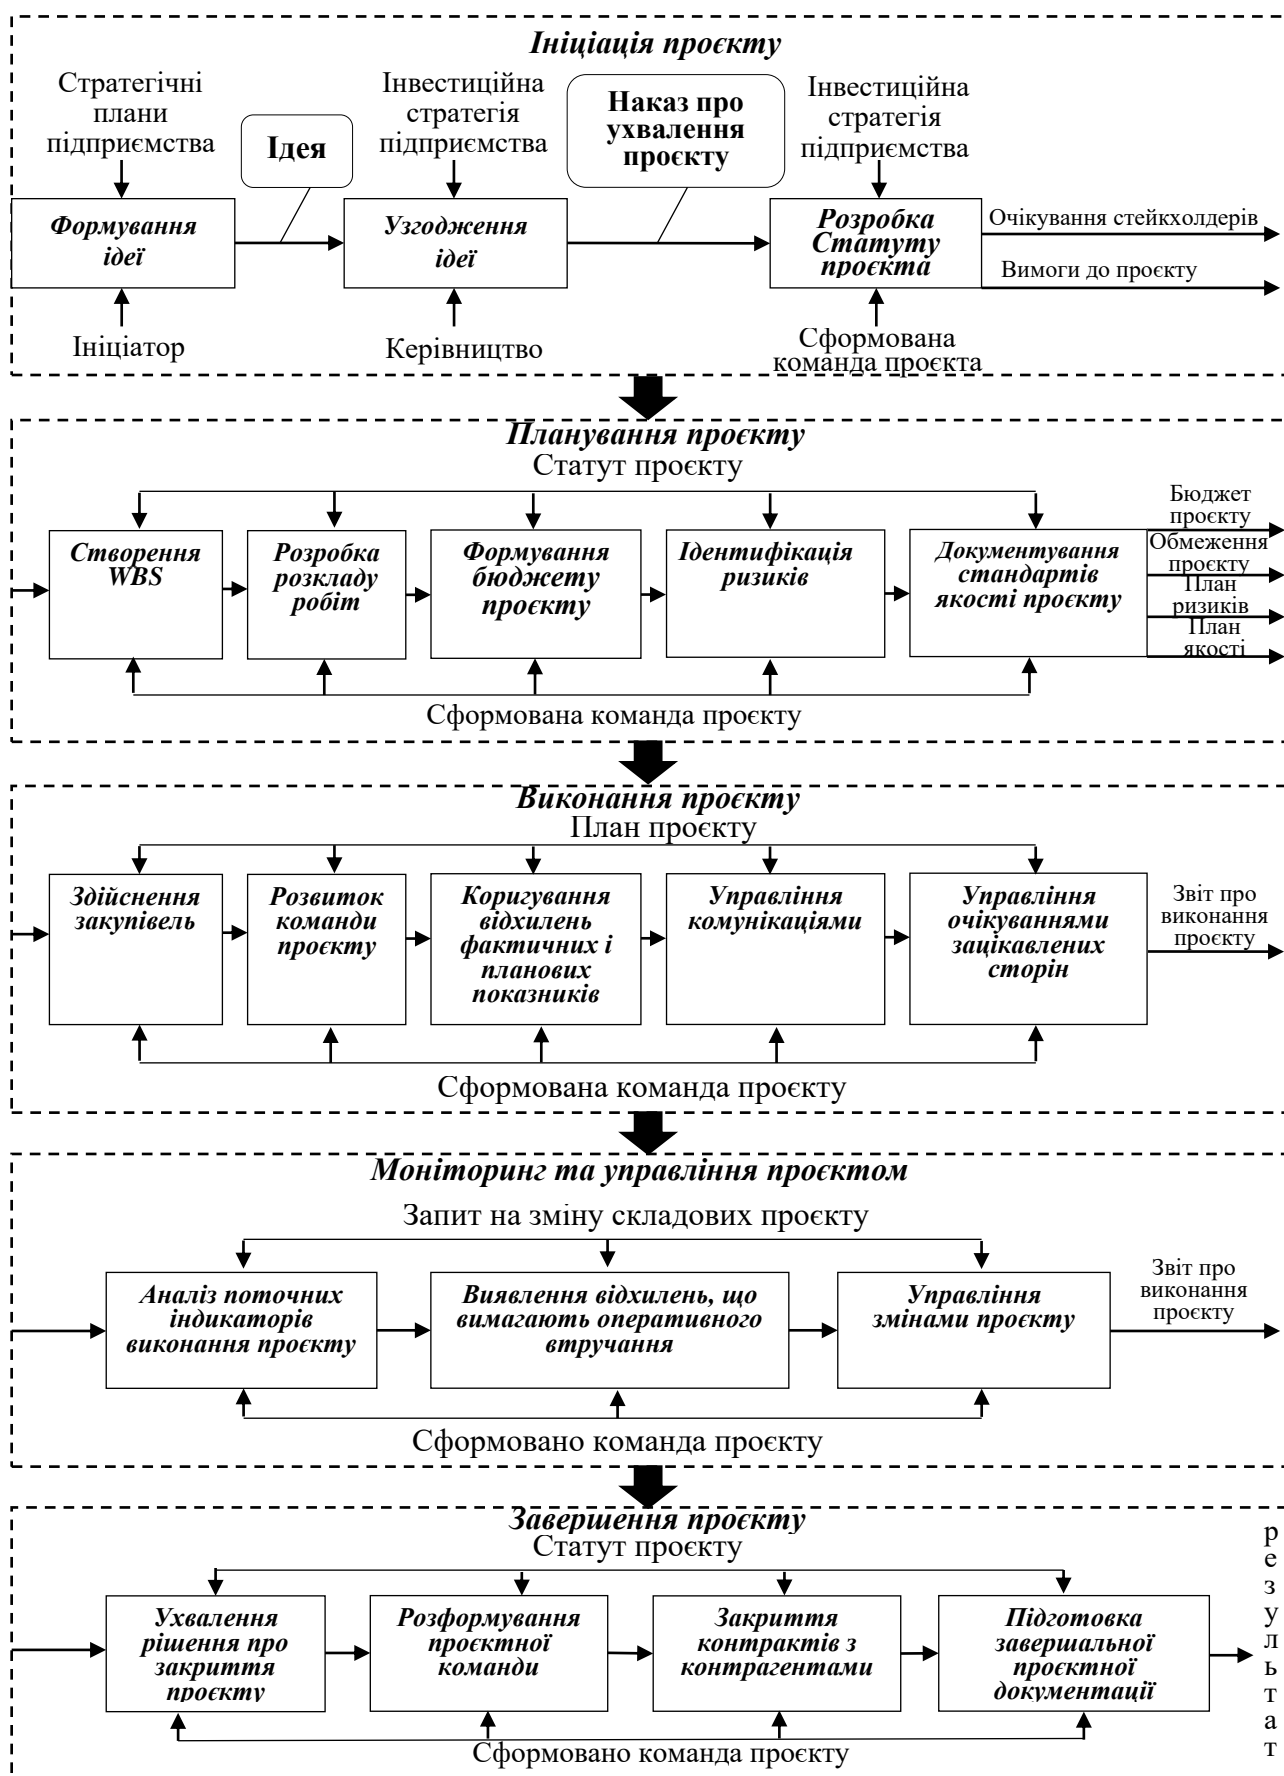 Ініціація проєкту
Стратегічні
плани
підприємства
Ідея
Інвестиційна
стратегія
підприємства
Наказ про
ухвалення
проєкту
Інвестиційна
стратегія
підприємства
Формування
ідеї
Узгодження
ідеї
Розробка
Статуту
проєкта
Очікування стейкхолдерів
Вимоги до проєкту
Ініціатор
Керівництво
Сформована
команда проєкта
Планування проєкту
Статут проєкту
Створення
WBS
Розробка
розкладу
робіт
Формування
бюджету
проєкту
Ідентифікація
ризиків
Документування
стандартів
якості проєкту
Бюджет
проєкту
Обмеження
проєкту
План
ризиків
План
якості
Сформована команда проєкту
Виконання проєкту
План проєкту
Здійснення
закупівель
Розвиток
команди
проєкту
Коригування
відхилень
фактичних і
планових
показників
Управління
комунікаціями
Управління
очікуваннями
зацікавлених
сторін
Звіт про
виконання
проєкту
Сформована команда проєкту
Моніторинг та управління проєктом
Запит на зміну складових проєкту
Аналіз поточних
індикаторів
виконання проєкту
Виявлення відхилень, що
вимагають оперативного
втручання
Управління
змінами проєкту
Звіт про
виконання
проєкту
Сформовано команда проєкту
Завершення проєкту
Статут проєкту
Ухвалення
рішення про
закриття
проєкту
Розформування
проєктної
команди
Закриття
контрактів з
контрагентами
Підготовка
завершальної
проєктної
документації
результат
Сформовано команда проєкту